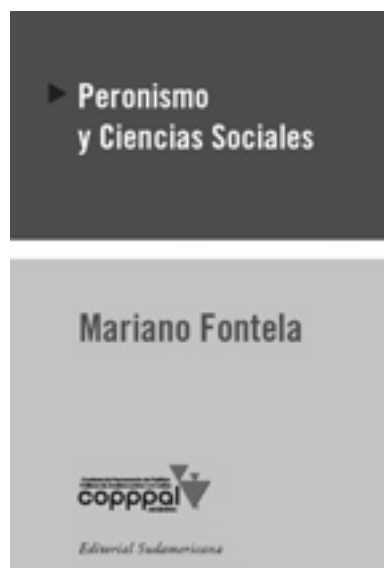 Peronismo
y Ciencias Sociales
Mariano Fontela
copppal
Editorial Sudamericana